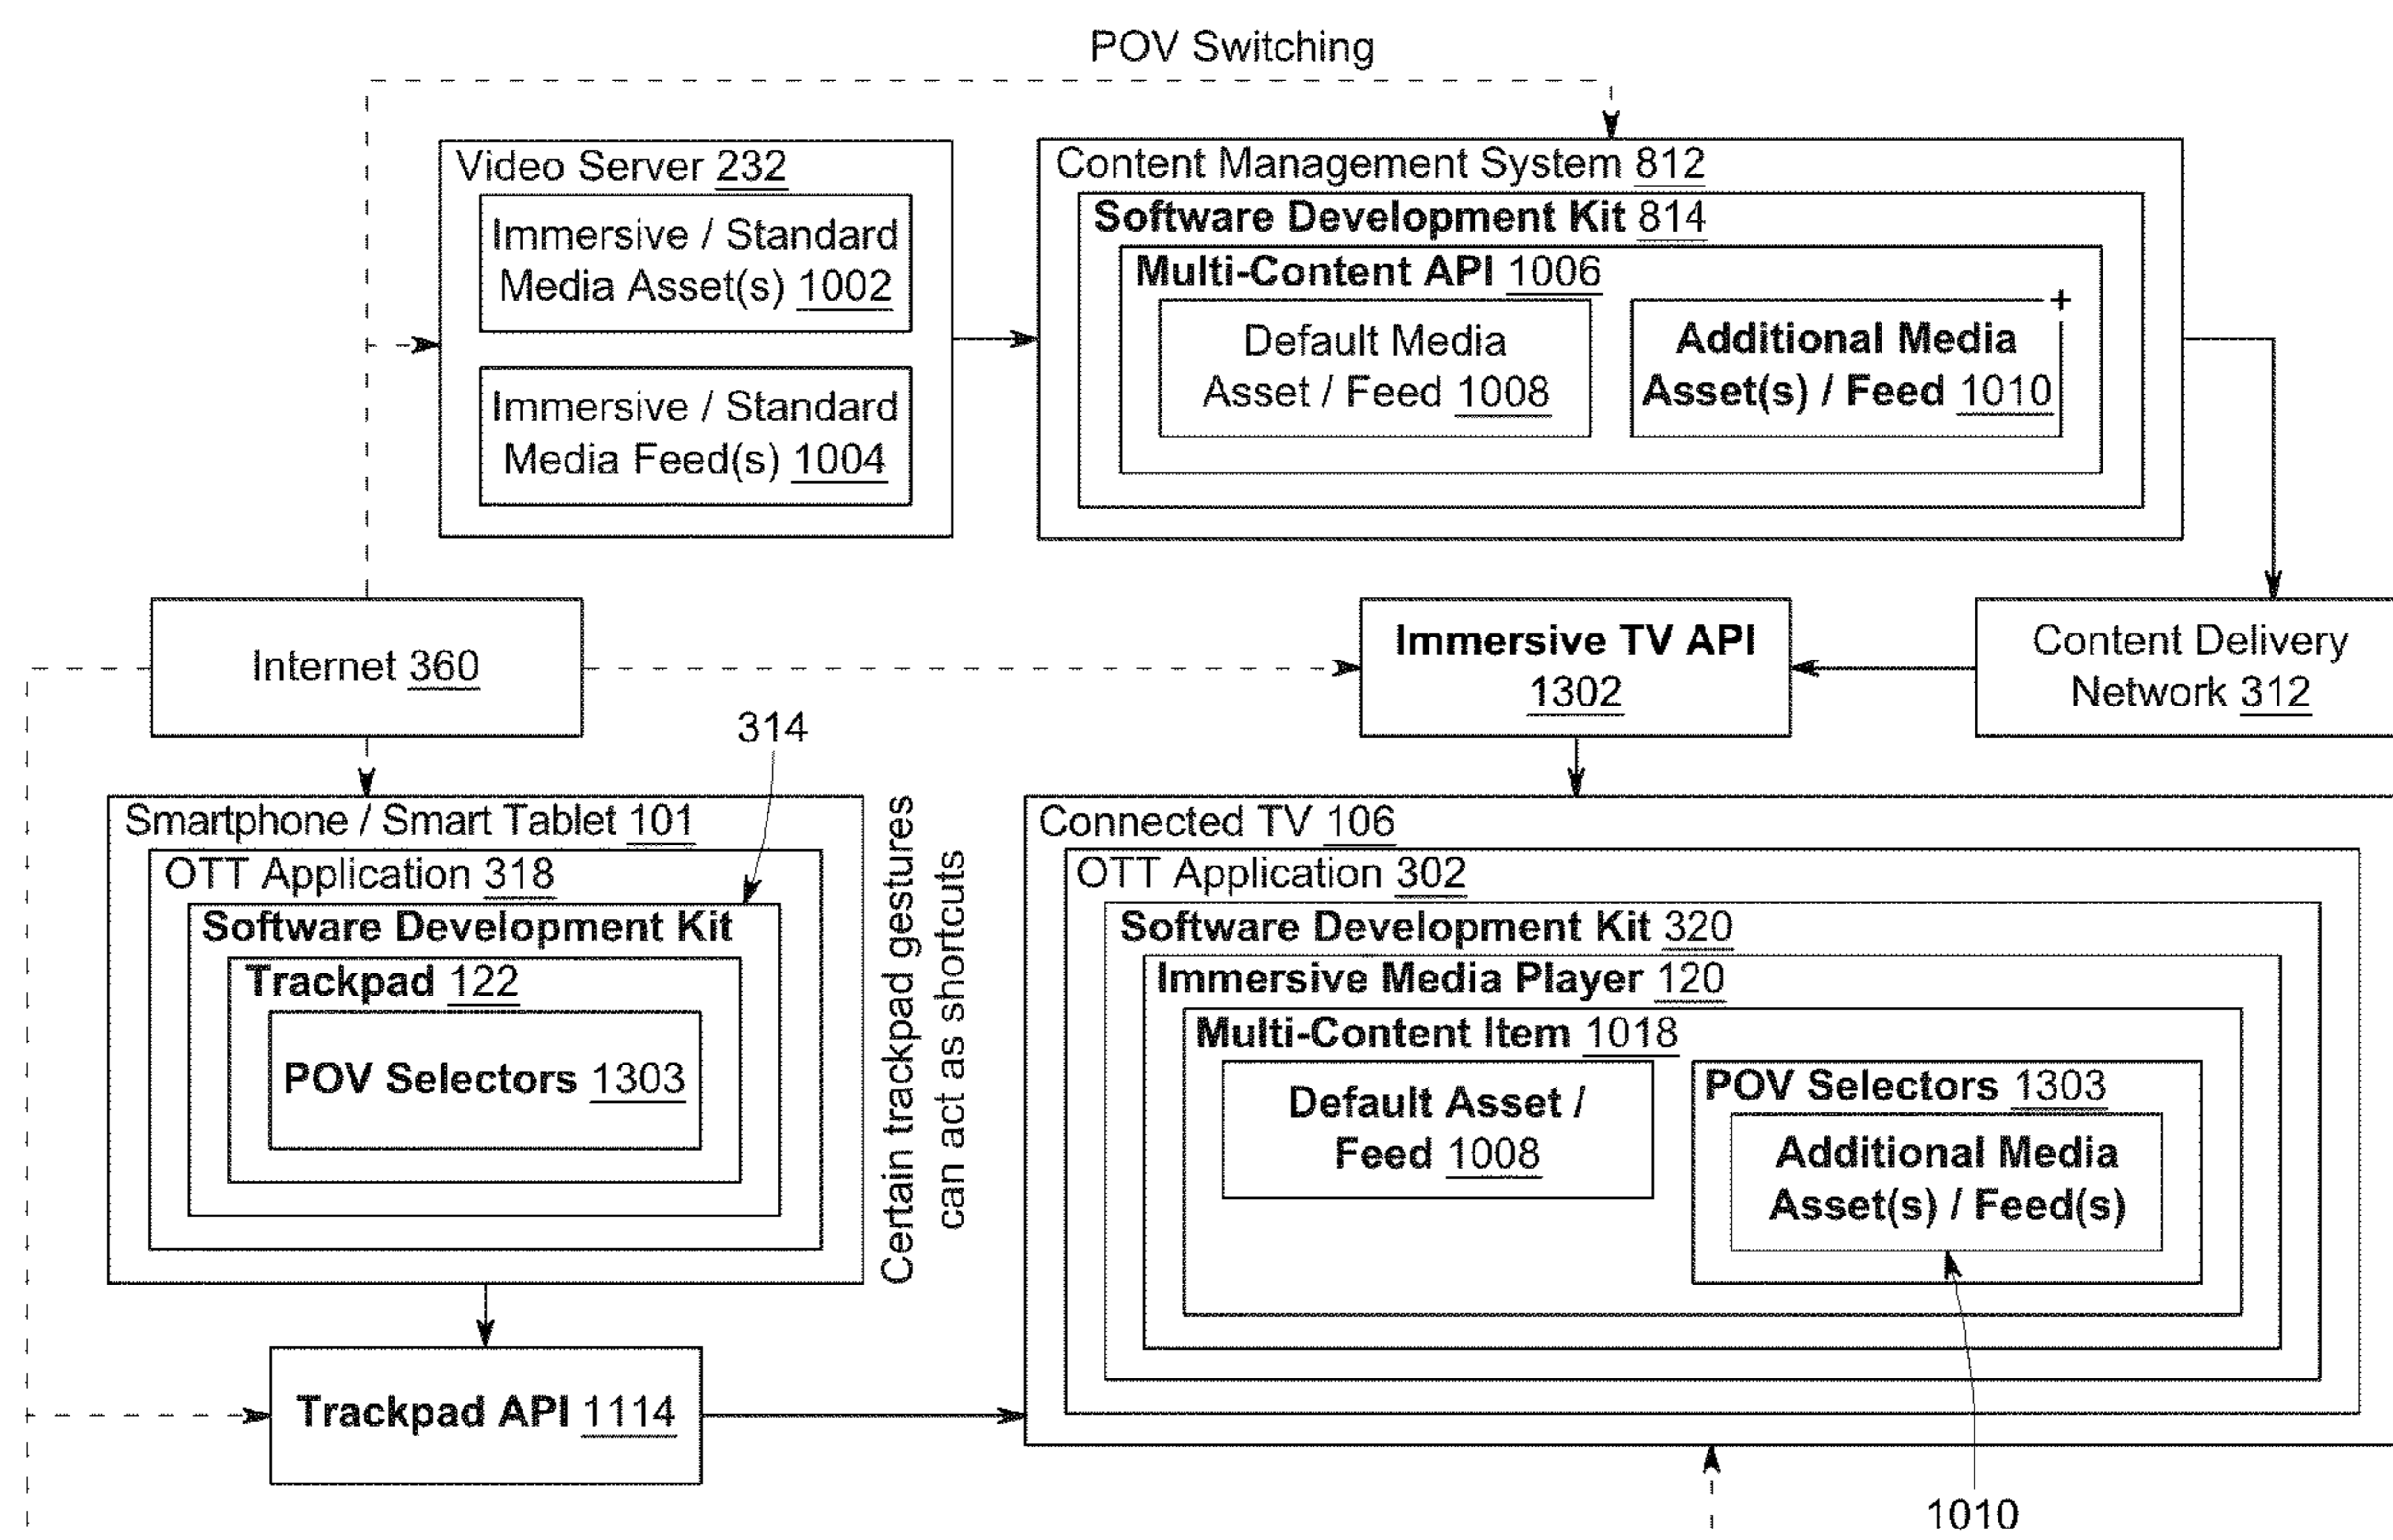 POV Switching
Video Server 232
Immersive / Standard
Media Asset(s) 1002
Immersive / Standard
Media Feed(s) 1004
Content Management System 812
Software Development Kit 814
Multi-Content API 1006
Default Media
Asset / Feed 1008
+
Additional Media
Asset(s) / Feed 1010
Internet 360
Immersive TV API
1302
Content Delivery
Network 312
314
Smartphone / Smart Tablet 101
OTT Application 318
Software Development Kit
Trackpad 122
POV Selectors 1303
Certain trackpad gestures
can act as shortcuts
Connected TV 106
OTT Application 302
Software Development Kit 320
Immersive Media Player 120
Multi-Content Item 1018
Default Asset /
Feed 1008
POV Selectors 1303
Additional Media
Asset(s) / Feed(s)
Trackpad API 1114
1010